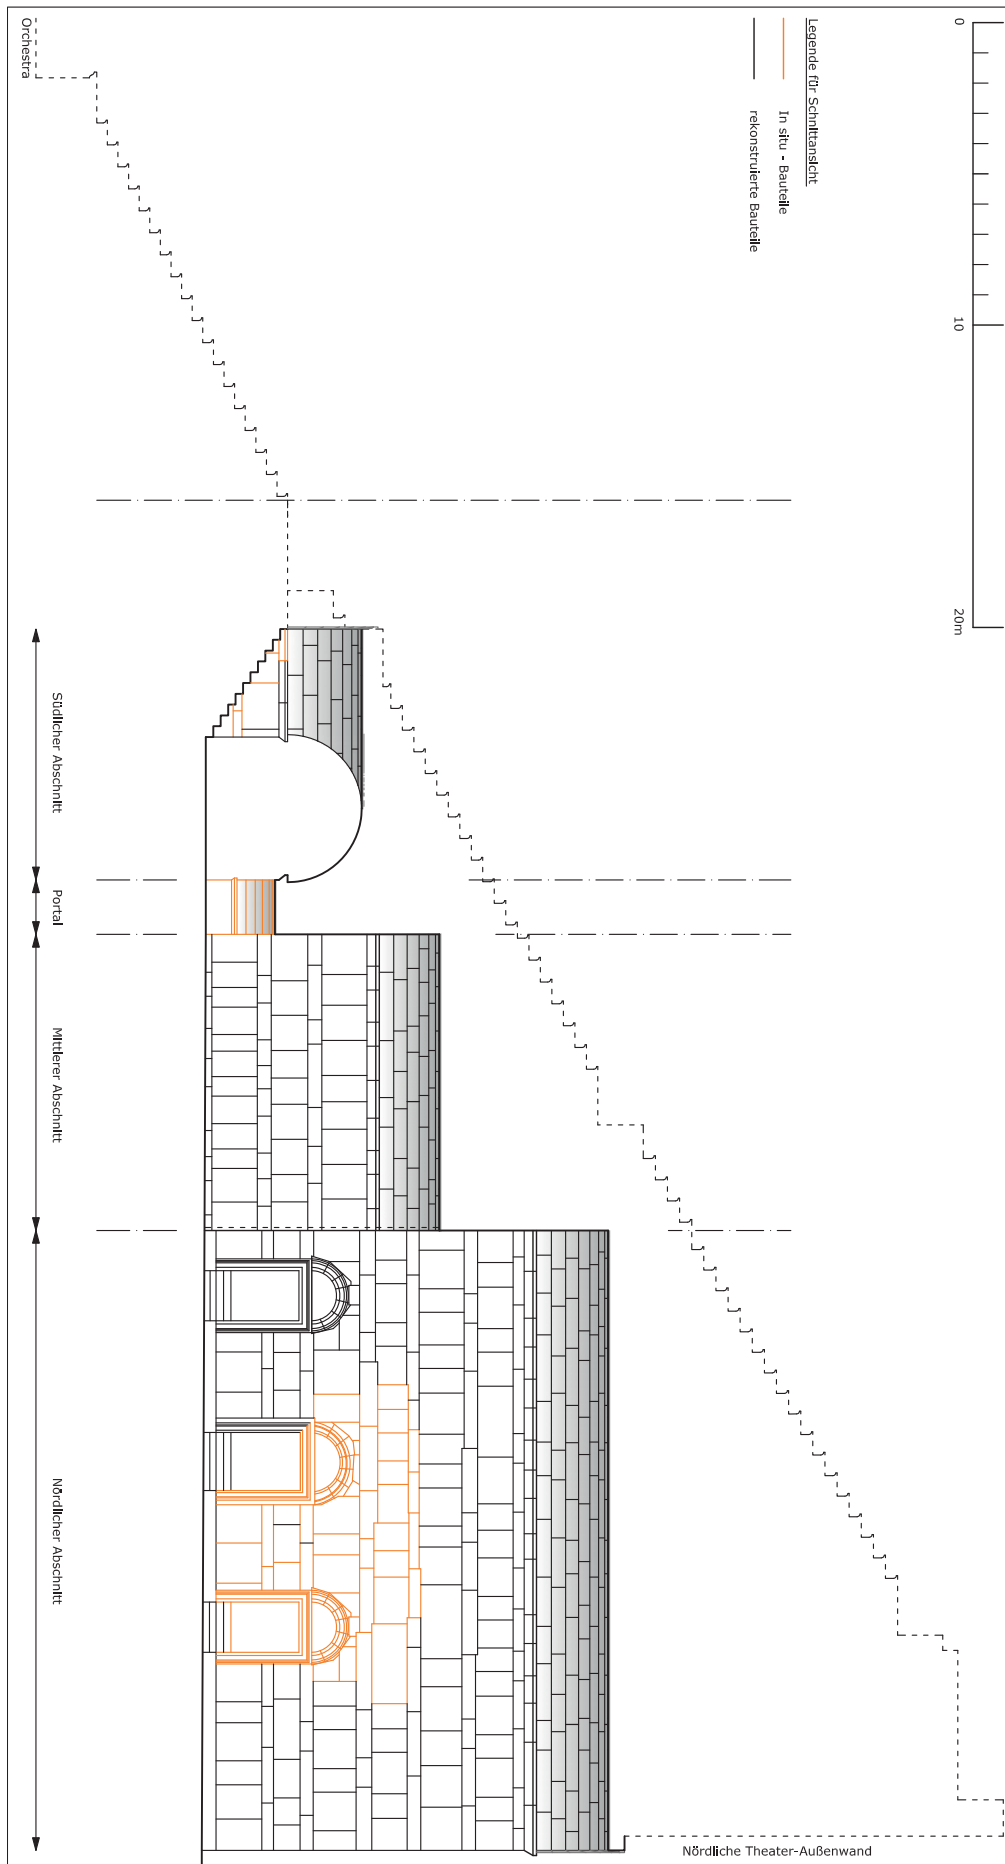 Legende für Schnittansicht
In situ - Bauteile
rekonstruierte Bauteile
0
10
20m
Orchestra
Südlicher Abschnitt
Portal
Mittlerer Abschnitt
Nördlicher Abschnitt
Nördliche Theater-Außenwand